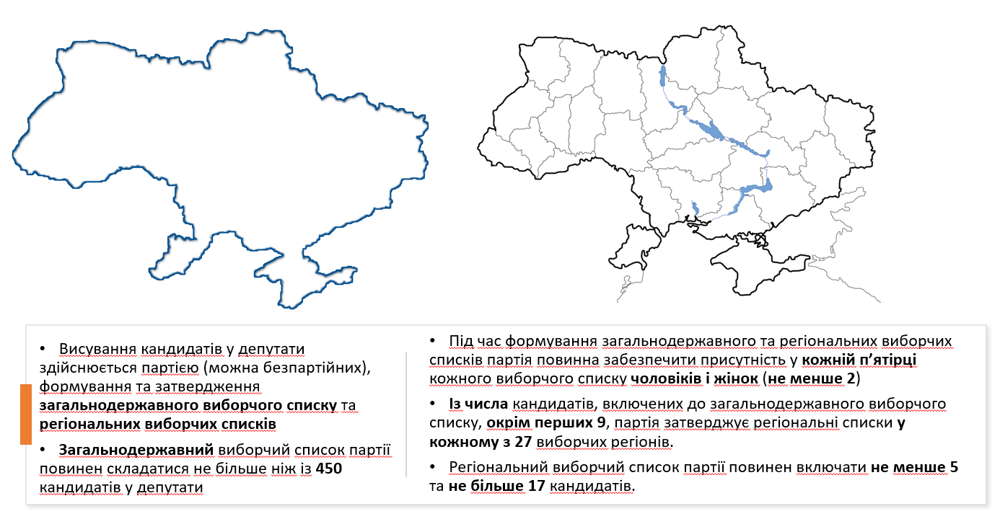 • Висування кандидатів у депутати
здійснюється партією (можна безпартійних),
формування та затвердження
загальнодержавного виборчого списку та
регіональних виборчих списків
• Загальнодержавний виборчий список партії
повинен складатися не більше ніж із 450
кандидатів у депутати
• Під час формування загальнодержавного та регіональних виборчих
списків партія повинна забезпечити присутність у кожній п’ятірці
кожного виборчого списку чоловіків і жінок (не менше 2)
• Із числа кандидатів, включених до загальнодержавного виборчого
списку, окрім перших 9, партія затверджує регіональні списки у
кожному з 27 виборчих регіонів.
• Регіональний виборчий список партії повинен включати не менше 5
та не більше 17 кандидатів.